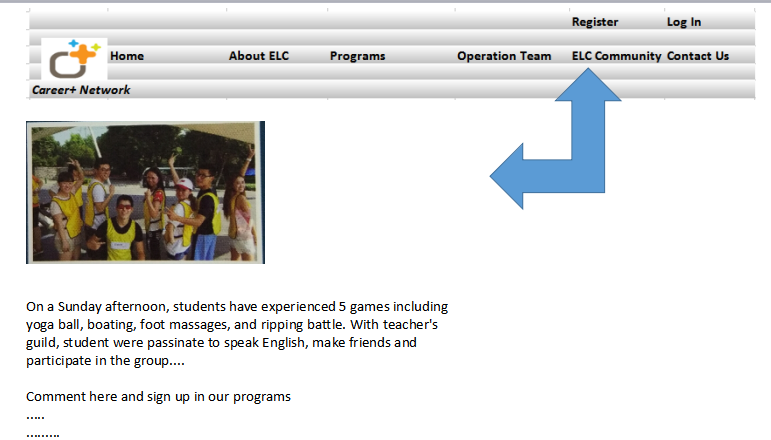 Register Log In
Home About ELC Programs Operation Team ELC Community Contact Us
Career+ Network
On a Sunday afternoon, students have experienced 5 games including
yoga ball, boating, foot massages, and ripping battle. With teacher's
guild, student were passinate to speak English, make friends and
participate in the group....
Comment here and sign up in our programs
.....
.........